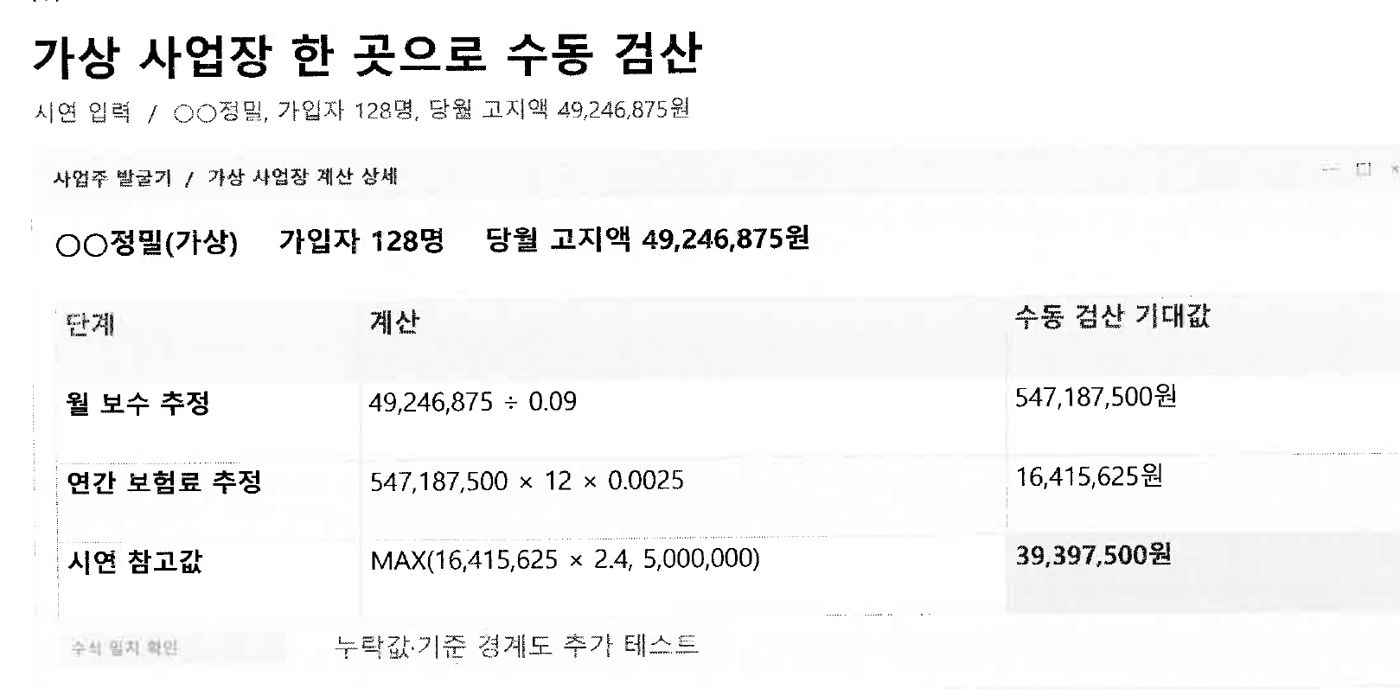 가상 사업장 한 곳으로 수동 검산
시연 입력 / ○○정밀, 가입자 128명, 당월 고지액 49,246,875원
사업주 발굴기 / 가상 사업장 계산 상세
○○정밀(가상) 가입자 128명 당월 고지액 49,246,875원
단계 계산 수동 검산 기대값
월 보수 추정 49,246,875 ÷ 0.09 547,187,500원
연간 보험료 추정 547,187,500 × 12 × 0.0025 16,415,625원
시연 참고값 MAX(16,415,625 × 2.4, 5,000,000) 39,397,500원
수식 일치 확인 누락값·기준 경계도 추가 테스트